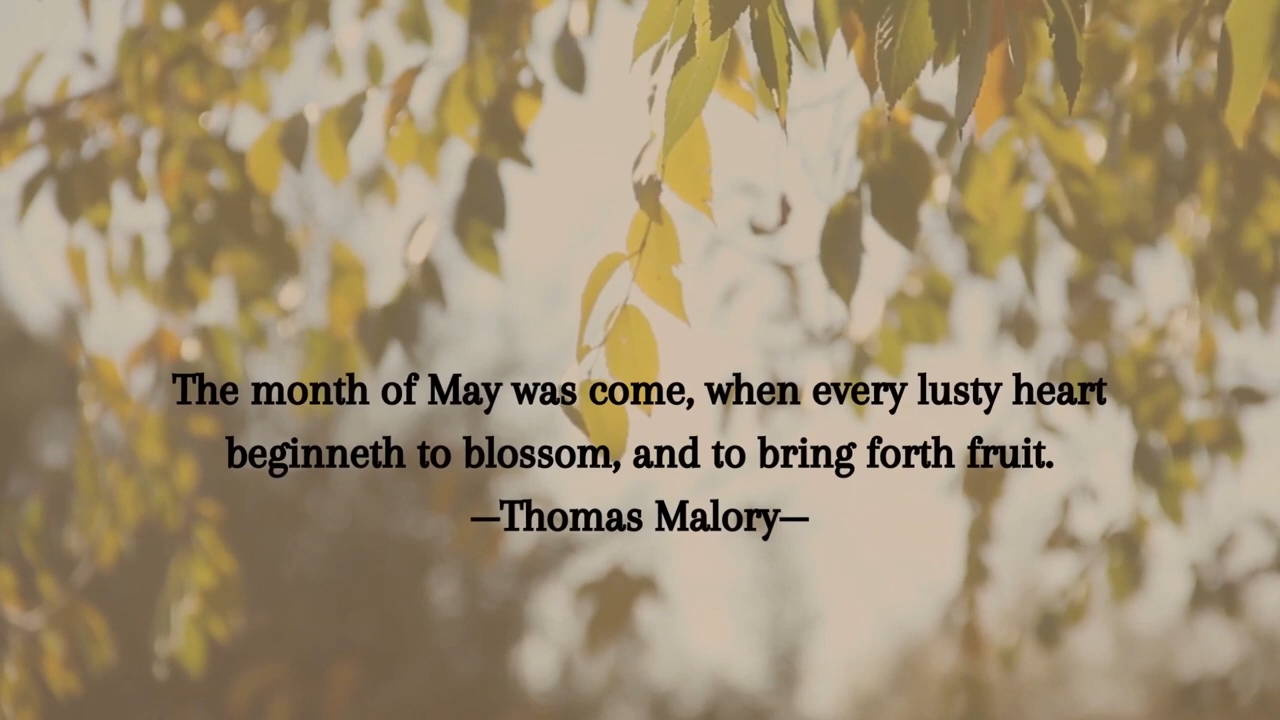 The month of May was come, when every lusty heart
beginneth to blossom, and to bring forth fruit.
—Thomas Malory—